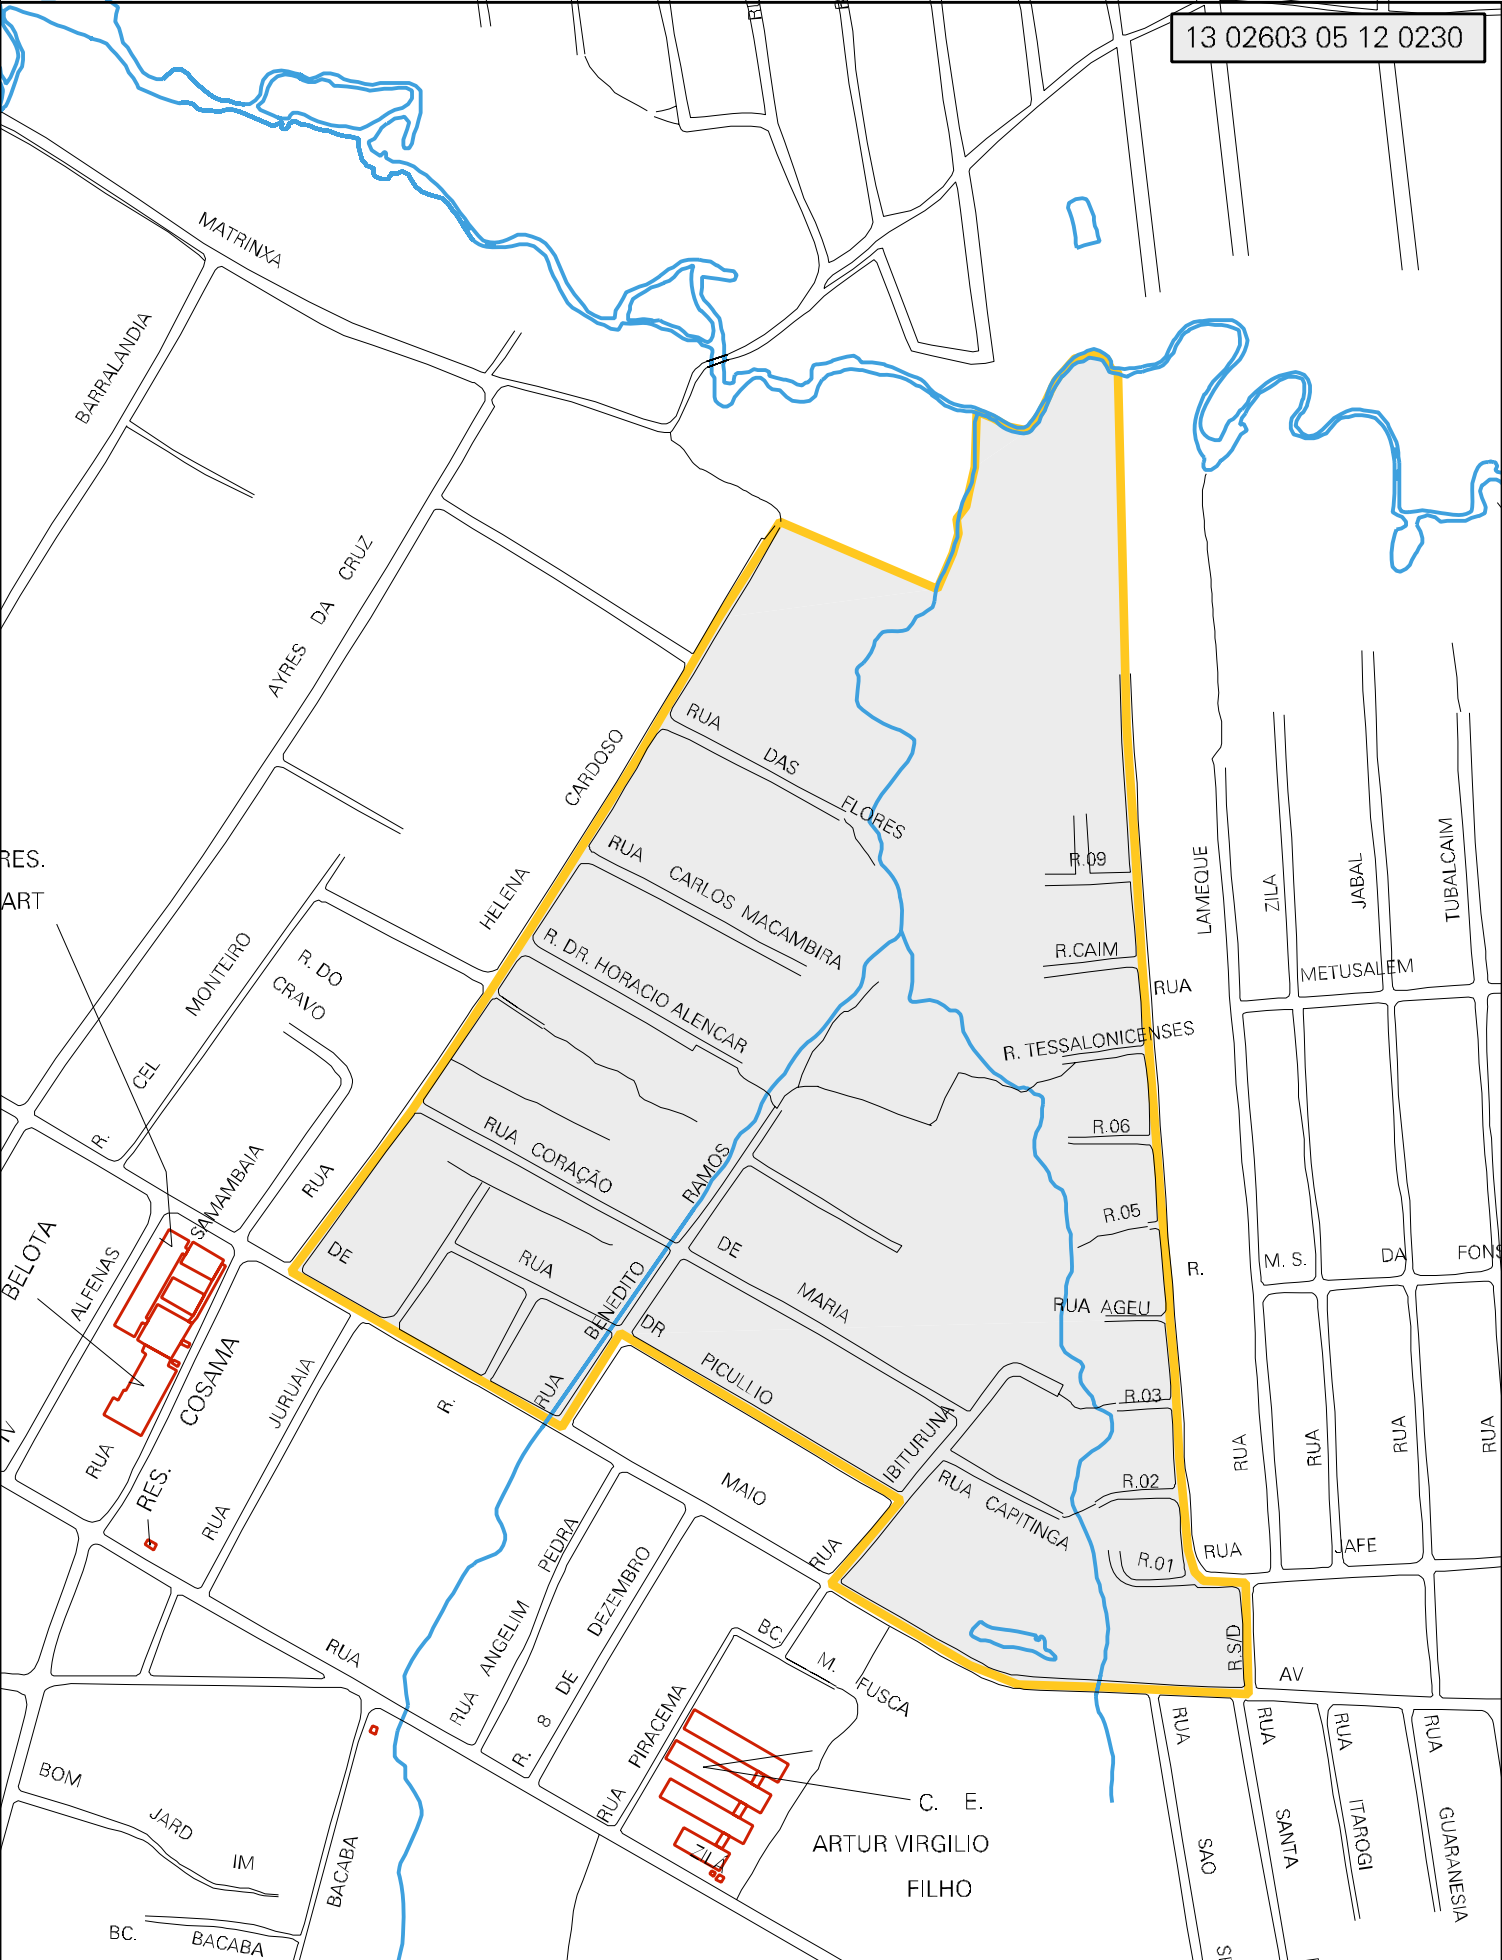 13 02603 05 12 0230
MATRINXA
BARRALANDIA
AYRES DA CRUZ
RES.
ART
HELENA CARDOSO
RUA DAS FLORES
RUA CARLOS MACAMBIRA
R. DR. HORACIO ALENCAR
R.09
R.CAIM
R. TESSALONICENSES
R.06
R.05
RUA AGEU
R.03
R.02
R.01
RUA
LAMEQUE
ZILA
JABAL
TUBALCAIM
METUSALEM
R. CEL MONTEIRO
R. DO
CRAVO
SAMAMBAIA
RUA
RUA CORAÇÃO
DE
RUA
RUA BENEDITO RAMOS
DE MARIA
DR PICULLIO
RUA IBITURUNA
RUA CAPITINGA
R.
M. S. DA FONS
RUA
RUA
RUA
RUA
RUA JAFE
R.S/D
AV
BELOTA
RUA ALFENAS
RES. COSAMA
RUA JURUAIA
R. MAIO
RUA ANGELIM PEDRA
R. 8 DE DEZEMBRO
BC. M. FUSCA
RUA PIRACEMA
RUA
C. E.
ARTUR VIRGILIO
FILHO
ZILA
BOM JARD IM
BACABA
BC. BACABA
RUA SAO
RUA SANTA
RUA ITAROGI
RUA GUARANESIA